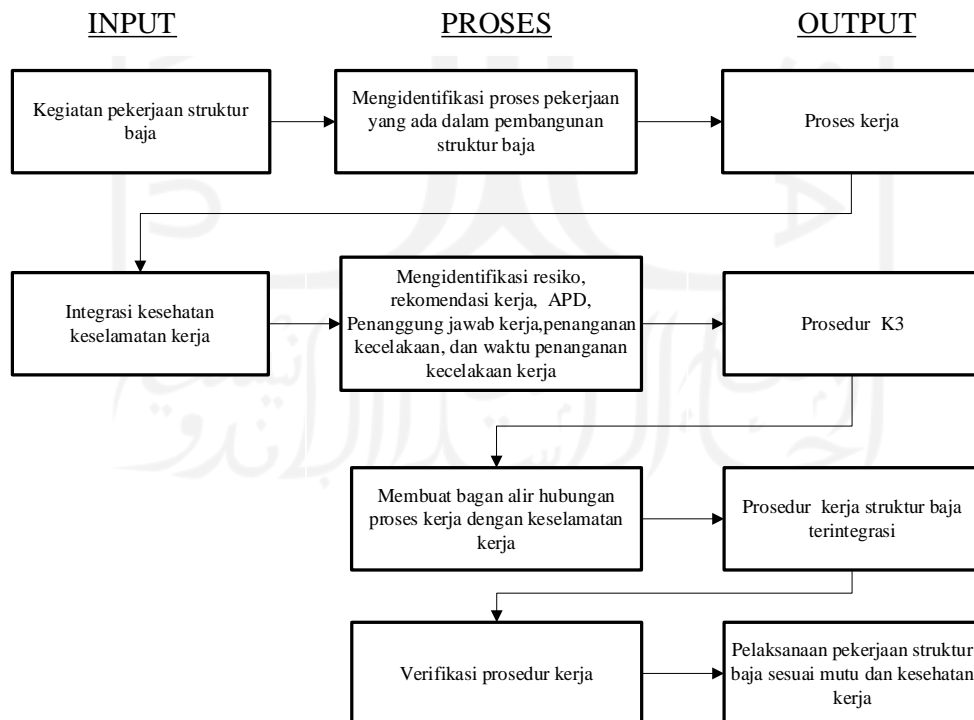 INPUT
PROSES
OUTPUT
Kegiatan pekerjaan struktur
baja
Mengidentifikasi proses pekerjaan
yang ada dalam pembangunan
struktur baja
Proses kerja
Integrasi kesehatan
keselamatan kerja
Mengidentifikasi resiko,
rekomendasi kerja, APD,
Penanggung jawab kerja,penanganan
kecelakaan, dan waktu penanganan
kecelakaan kerja
Prosedur K3
Membuat bagan alir hubungan
proses kerja dengan keselamatan
kerja
Prosedur kerja struktur baja
terintegrasi
Verifikasi prosedur kerja
Pelaksanaan pekerjaan struktur
baja sesuai mutu dan kesehatan
kerja